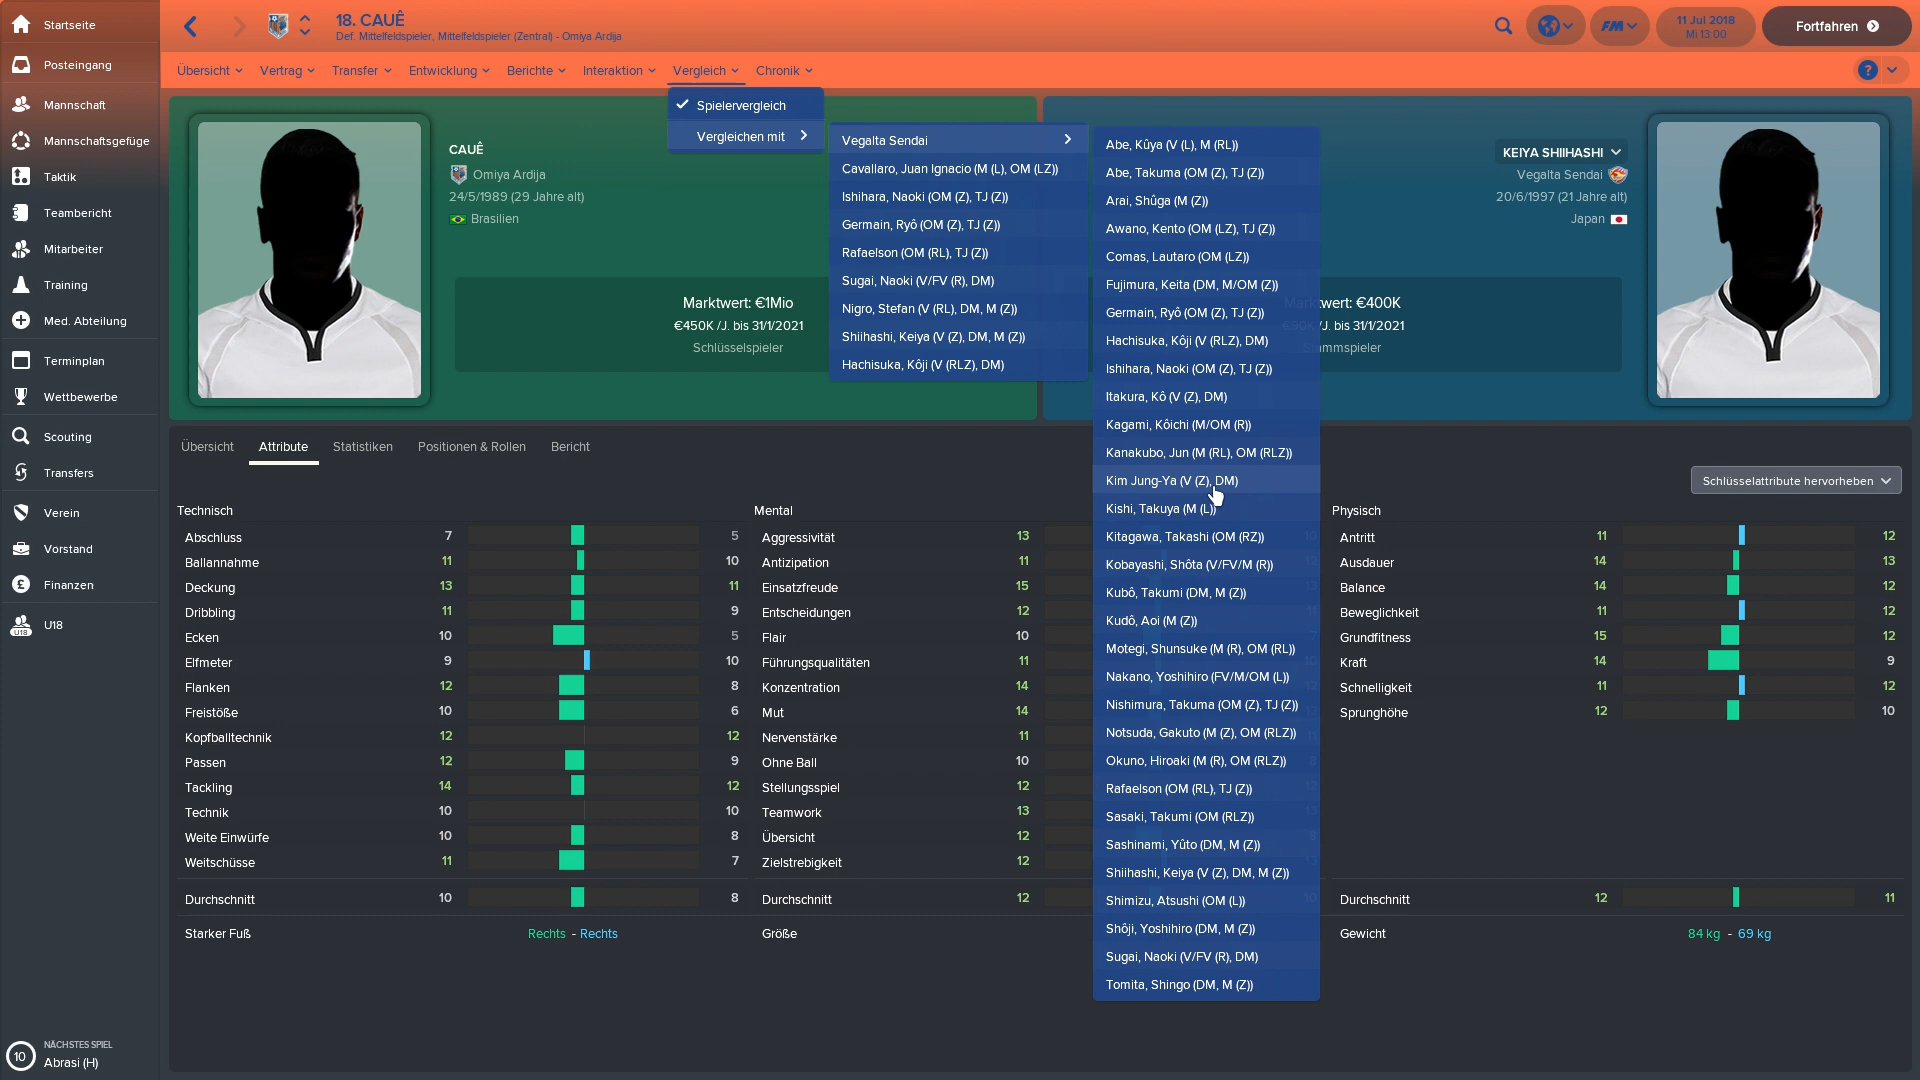 Startseite
Posteingang
Mannschaft
Mannschaftsgefüge
Taktik
Teambericht
Mitarbeiter
Training
Med. Abteilung
Terminplan
Wettbewerbe
Scouting
Transfers
Verein
Vorstand
Finanzen
U18
U18
10
NÄCHSTES SPIEL
Abrasi (H)
18. CAUÊ
Def. Mittelfeldspieler, Mittelfeldspieler (Zentral) - Omiya Ardija
FM
11 Jul 2018
Mi 13:00
Fortfahren
Übersicht Vertrag Transfer Entwicklung Berichte Interaktion Vergleich Chronik
?
Spielervergleich
Vergleichen mit
Vegalta Sendai
Cavallaro, Juan Ignacio (M (L), OM (LZ))
Ishihara, Naoki (OM (Z), TJ (Z))
Germain, Ryô (OM (Z), TJ (Z))
Rafaelson (OM (RL), TJ (Z))
Sugai, Naoki (V/FV (R), DM)
Nigro, Stefan (V (RL), DM, M (Z))
Shiihashi, Keiya (V (Z), DM, M (Z))
Hachisuka, Kôji (V (RLZ), DM)
Abe, Kûya (V (L), M (RL))
Abe, Takuma (OM (Z), TJ (Z))
Arai, Shûga (M (Z))
Awano, Kento (OM (LZ), TJ (Z))
Comas, Lautaro (OM (LZ))
Fujimura, Keita (DM, M/OM (Z))
Germain, Ryô (OM (Z), TJ (Z))
Hachisuka, Kôji (V (RLZ), DM)
Ishihara, Naoki (OM (Z), TJ (Z))
Itakura, Kô (V (Z), DM)
Kagami, Kôichi (M/OM (R))
Kanakubo, Jun (M (RL), OM (RLZ))
Kim Jung-Ya (V (Z), DM)
Kishi, Takuya (M (L))
Kitagawa, Takashi (OM (RZ))
Kobayashi, Shôta (V/FV/M (R))
Kubô, Takumi (DM, M (Z))
Kudô, Aoi (M (Z))
Motegi, Shunsuke (M (R), OM (RL))
Nakano, Yoshihiro (FV/M/OM (L))
Nishimura, Takuma (OM (Z), TJ (Z))
Notsuda, Gakuto (M (Z), OM (RLZ))
Okuno, Hiroaki (M (R), OM (RLZ))
Rafaelson (OM (RL), TJ (Z))
Sasaki, Takumi (OM (RLZ))
Sashinami, Yûto (DM, M (Z))
Shiihashi, Keiya (V (Z), DM, M (Z))
Shimizu, Atsushi (OM (L))
Shôji, Yoshihiro (DM, M (Z))
Sugai, Naoki (V/FV (R), DM)
Tomita, Shingo (DM, M (Z))
CAUÊ
Omiya Ardija
24/5/1989 (29 Jahre alt)
Brasilien
Marktwert: €1Mio
€450K /J. bis 31/1/2021
Schlüsselspieler
KEIYA SHIIHASHI
Vegalta Sendai
20/6/1997 (21 Jahre alt)
Japan
Marktwert: €400K
/J. bis 31/1/2021
Stammspieler
Übersicht Attribute Statistiken Positionen & Rollen Bericht
Schlüsselattribute hervorheben
Technisch
Abschluss 7 5
Ballannahme 11 10
Deckung 13 11
Dribbling 11 9
Ecken 10 5
Elfmeter 9 10
Flanken 12 8
Freistöße 10 6
Kopfballtechnik 12 12
Passen 12 9
Tackling 14 12
Technik 10 10
Weite Einwürfe 10 8
Weitschüsse 11 7
Durchschnitt 10 8
Starker Fuß Rechts - Rechts
Mental
Aggressivität 13
Antizipation 11
Einsatzfreude 15
Entscheidungen 12
Flair 10
Führungsqualitäten 11
Konzentration 14
Mut 14
Nervenstärke 11
Ohne Ball 10
Stellungsspiel 12
Teamwork 13
Übersicht 12
Zielstrebigkeit 12
Durchschnitt 12
Größe
Physisch
Antritt 11 12
Ausdauer 14 13
Balance 14 12
Beweglichkeit 11 12
Grundfitness 15 12
Kraft 14 9
Schnelligkeit 11 12
Sprunghöhe 12 10
Durchschnitt 12 11
Gewicht 84 kg - 69 kg